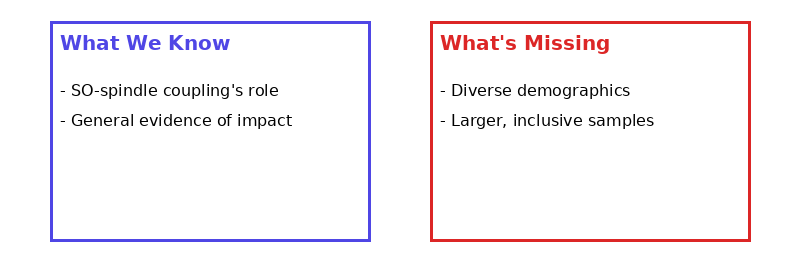 What We Know
- SO-spindle coupling's role
- General evidence of impact
What's Missing
- Diverse demographics
- Larger, inclusive samples